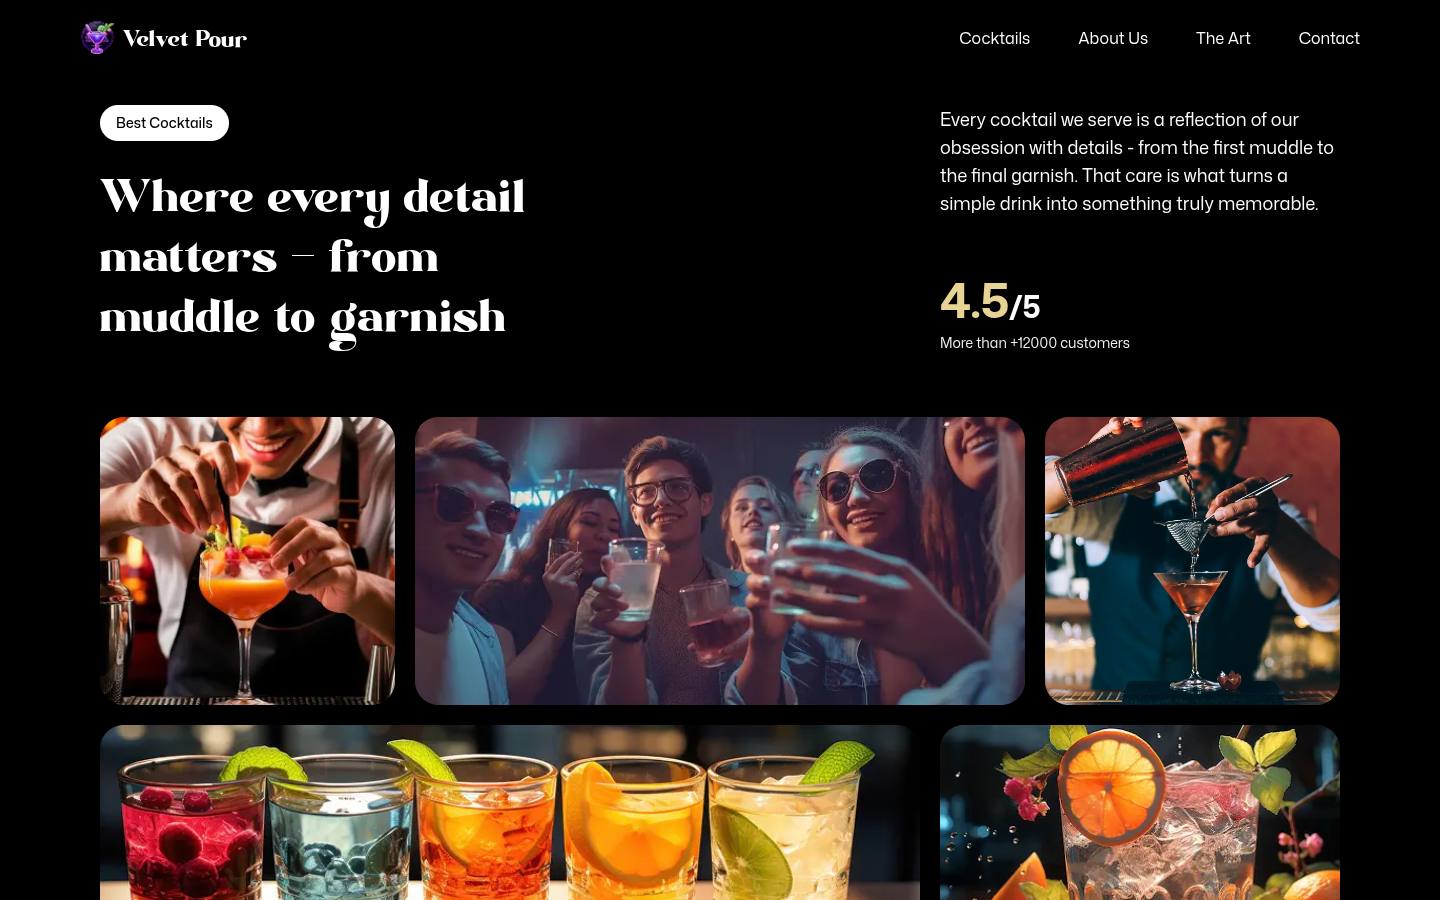 Velvet Pour
Cocktails
About Us
The Art
Contact
Best Cocktails
Where every detail
matters - from
muddle to garnish
Every cocktail we serve is a reflection of our
obsession with details - from the first muddle to
the final garnish. That care is what turns a
simple drink into something truly memorable.
4.5/5
More than +12000 customers